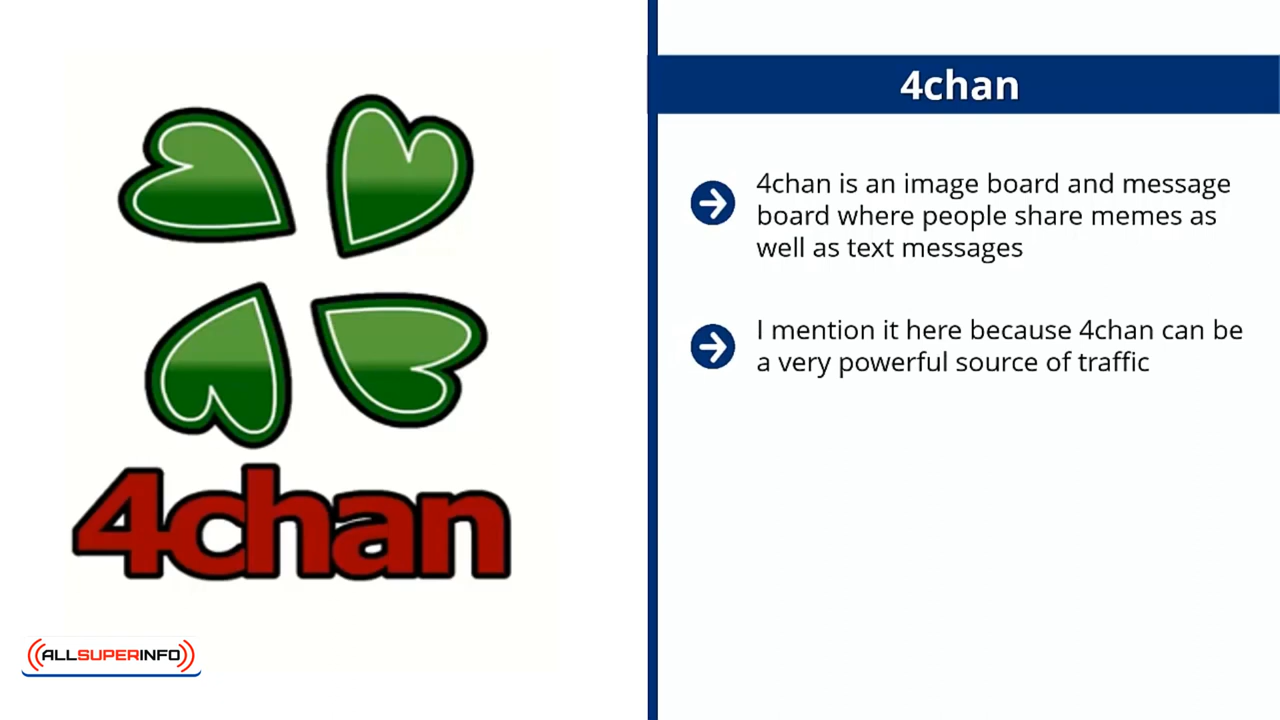 4chan
4chan is an image board and message
board where people share memes as
well as text messages
I mention it here because 4chan can be
a very powerful source of traffic
4chan
ALLSUPERINFO